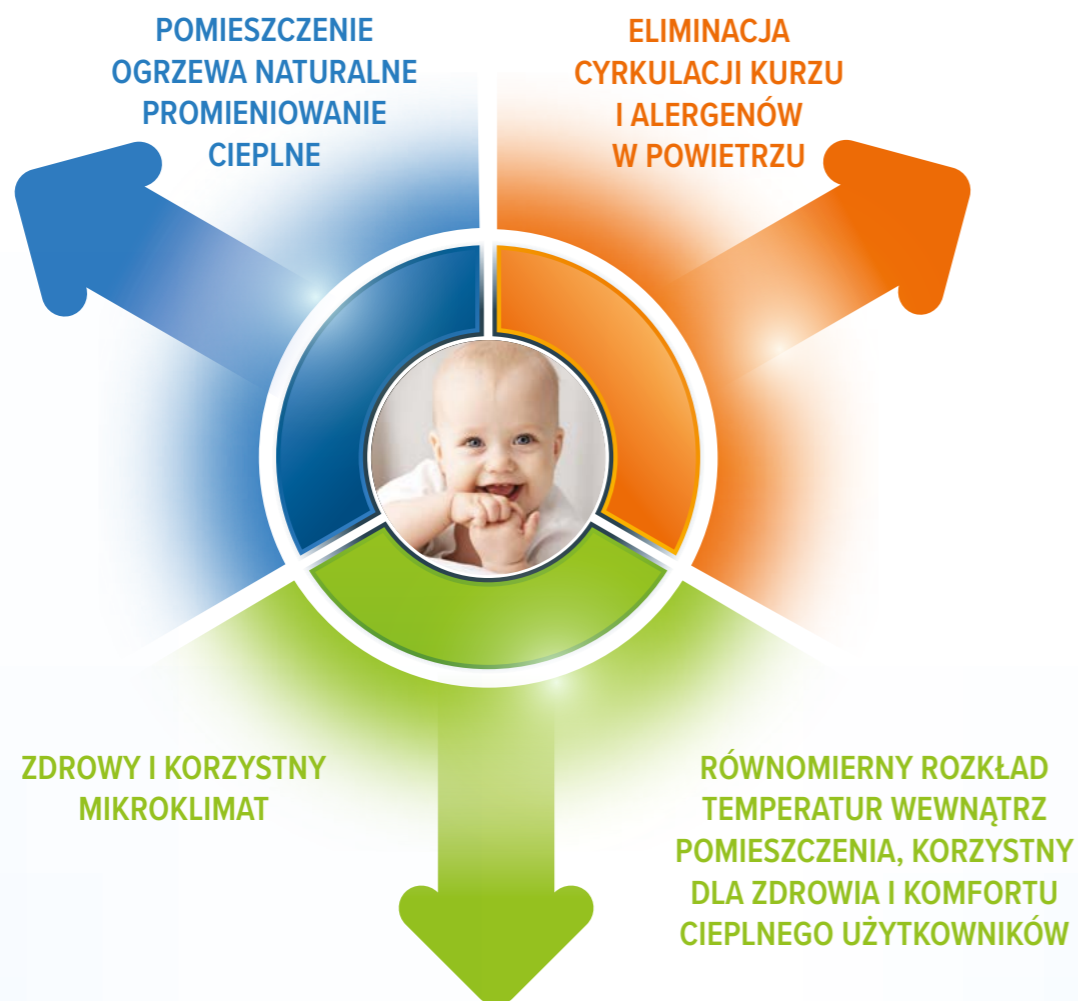 POMIESZCZENIE
OGRZEWA NATURALNE
PROMIENIOWANIE
CIEPLNE
ELIMINACJA
CYRKULACJI KURZU
I ALERGENÓW
W POWIETRZU
ZDROWY I KORZYSTNY
MIKROKLIMAT
RÓWNOMIERNY ROZKŁAD
TEMPERATUR WEWNĄTRZ
POMIESZCZENIA, KORZYSTNY
DLA ZDROWIA I KOMFORTU
CIEPLNEGO UŻYTKOWNIKÓW